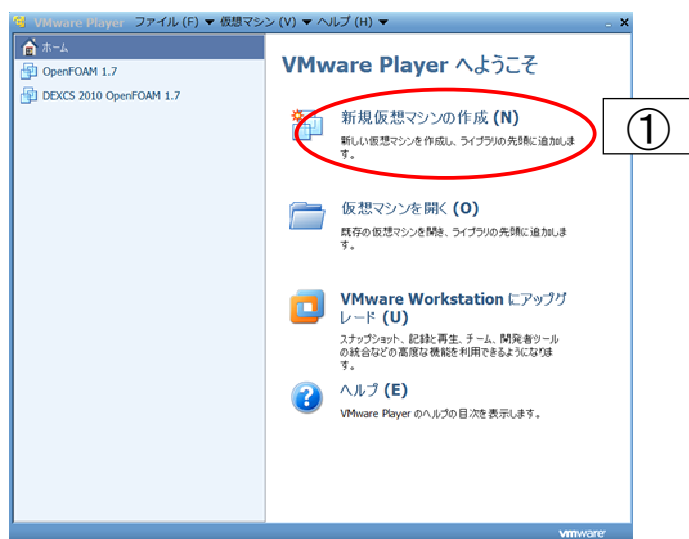 VMware Player ファイル (F) ▼ 仮想マシン (V) ▼ ヘルプ (H) ▼
ホーム
OpenFOAM 1.7
DEXCS 2010 OpenFOAM 1.7
VMware Player へようこそ
新規仮想マシンの作成 (N)
新しい仮想マシンを作成し、ライブラリの先頭に追加しま
す。
①
仮想マシンを開く (O)
既存の仮想マシンを開き、ライブラリの先頭に追加しま
す。
VMware Workstation にアップグ
レード (U)
スナップショット、記録と再生、チーム、開発者ツール
の統合などの高度な機能を利用できるようになりま
す。
ヘルプ (E)
VMware Player のヘルプの目次を表示します。
vmware